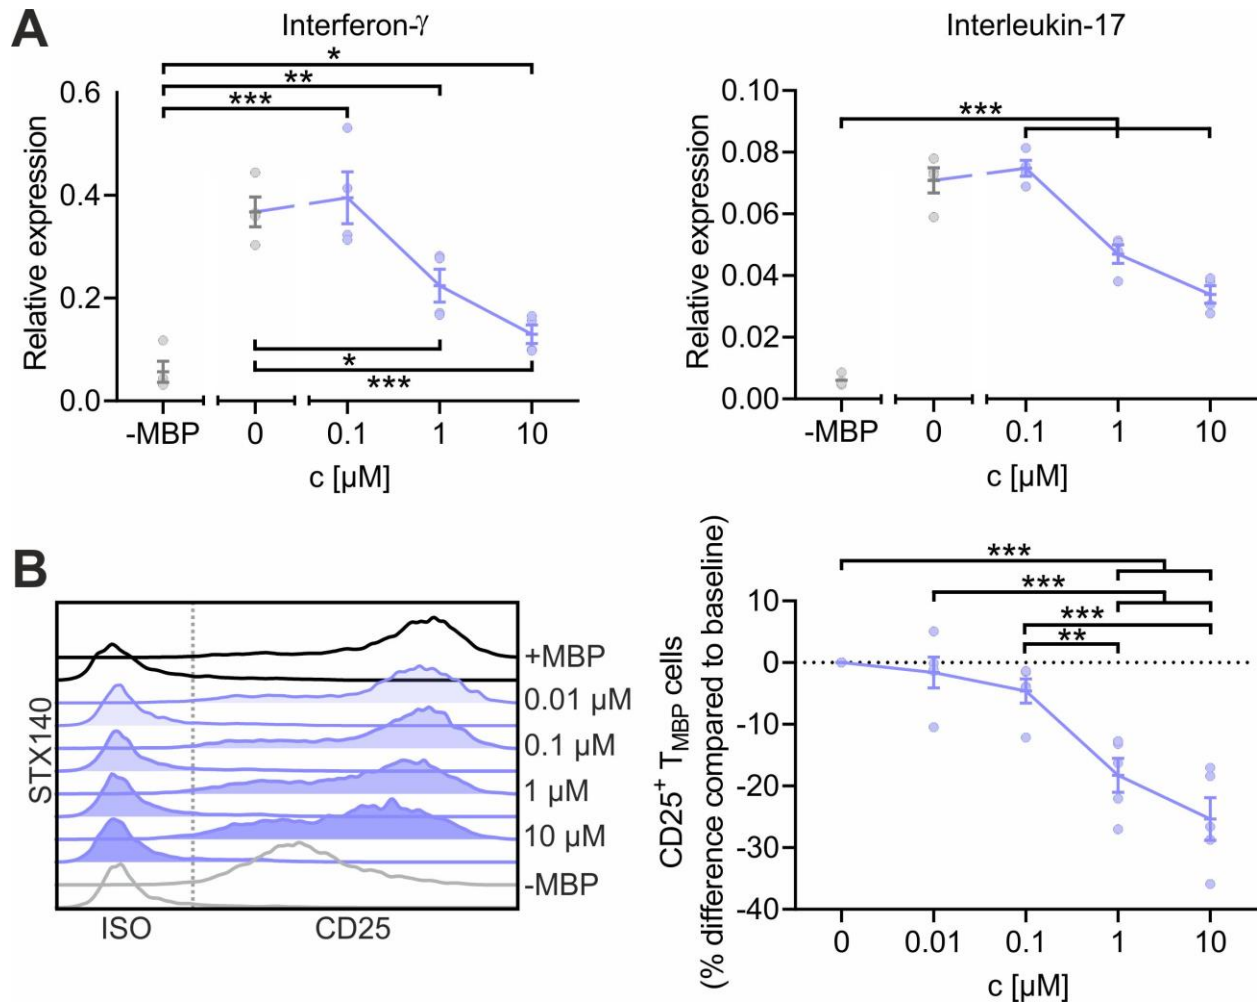 A
Interferon-γ
*
**
***
Relative expression
0.6
0.4
0.2
0.0
*
***
-MBP 0 0.1 1 10
c [µM]
Interleukin-17
***
Relative expression
0.10
0.08
0.06
0.04
0.02
0.00
-MBP 0 0.1 1 10
c [µM]
B
STX140
+MBP
0.01 µM
0.1 µM
1 µM
10 µM
-MBP
ISO CD25
CD25+ TMBP cells
(% difference compared to baseline)
***
***
***
**
10
0
-10
-20
-30
-40
0 0.01 0.1 1 10
c [µM]